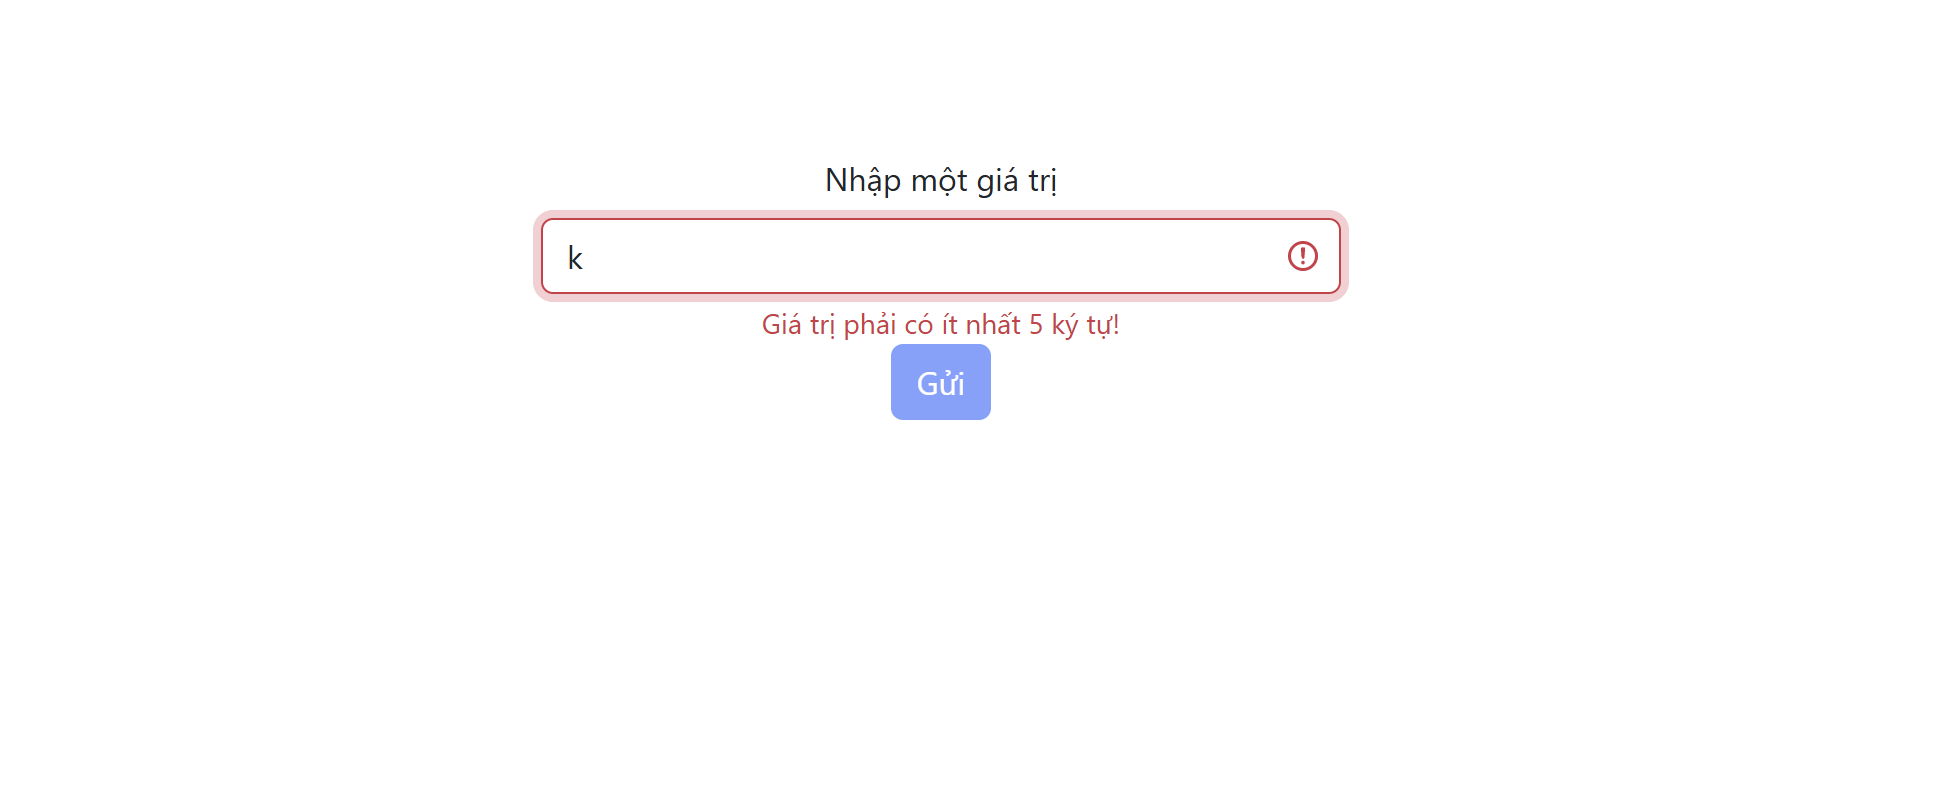 Nhập một giá trị
k
Giá trị phải có ít nhất 5 ký tự!
Gửi